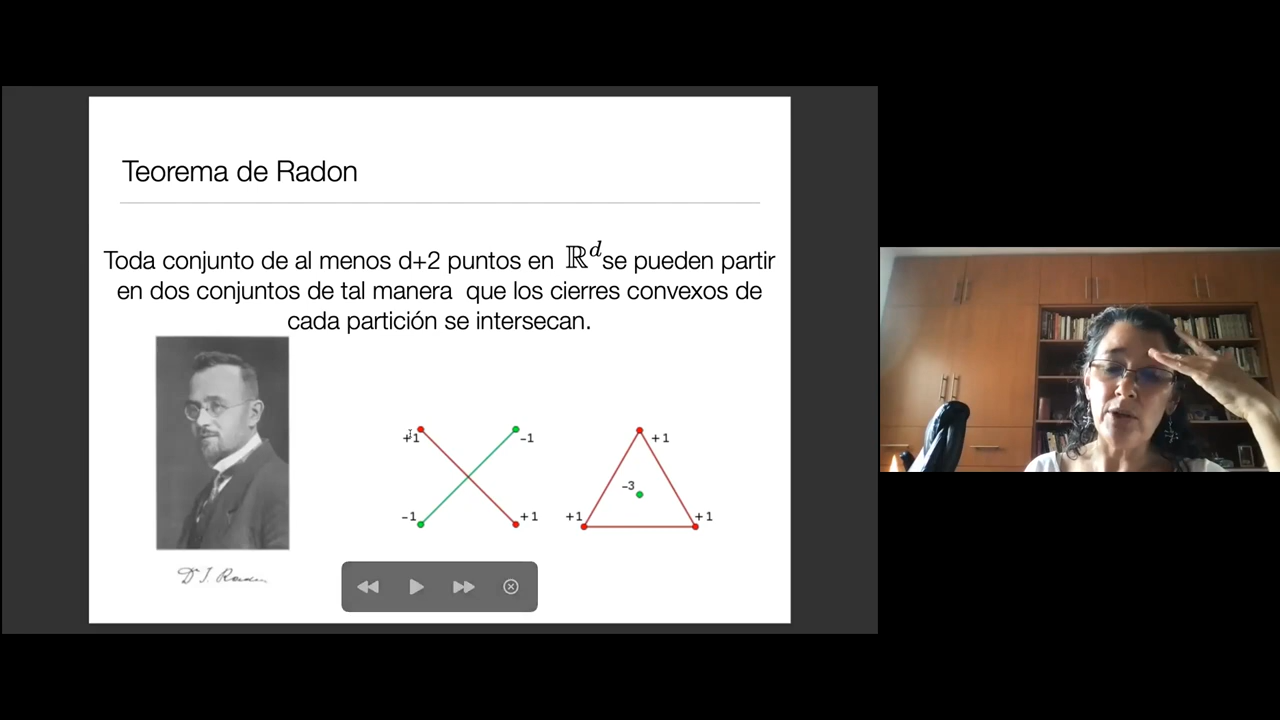 Teorema de Radon
Toda conjunto de al menos d+2 puntos en ℝᵈ se pueden partir
en dos conjuntos de tal manera que los cierres convexos de
cada partición se intersecan.
+1
-1
-1
+1
+1
-3
+1
+1